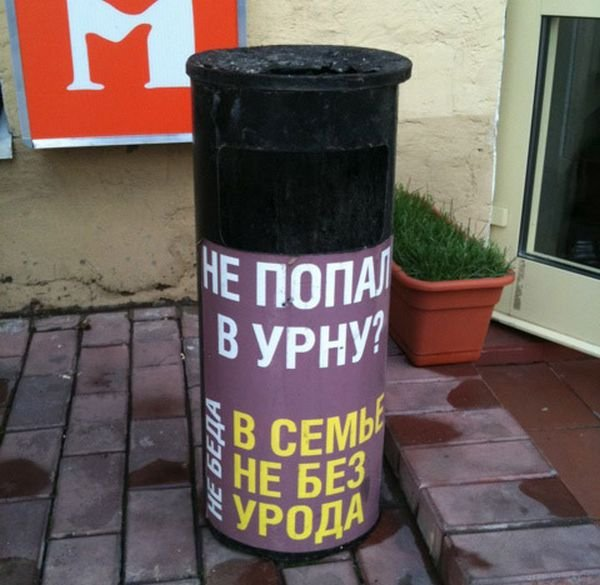 М
НЕ ПОПАЛ
В УРНУ?
НЕ БЕДА
В СЕМЬЕ
НЕ БЕЗ
УРОДА